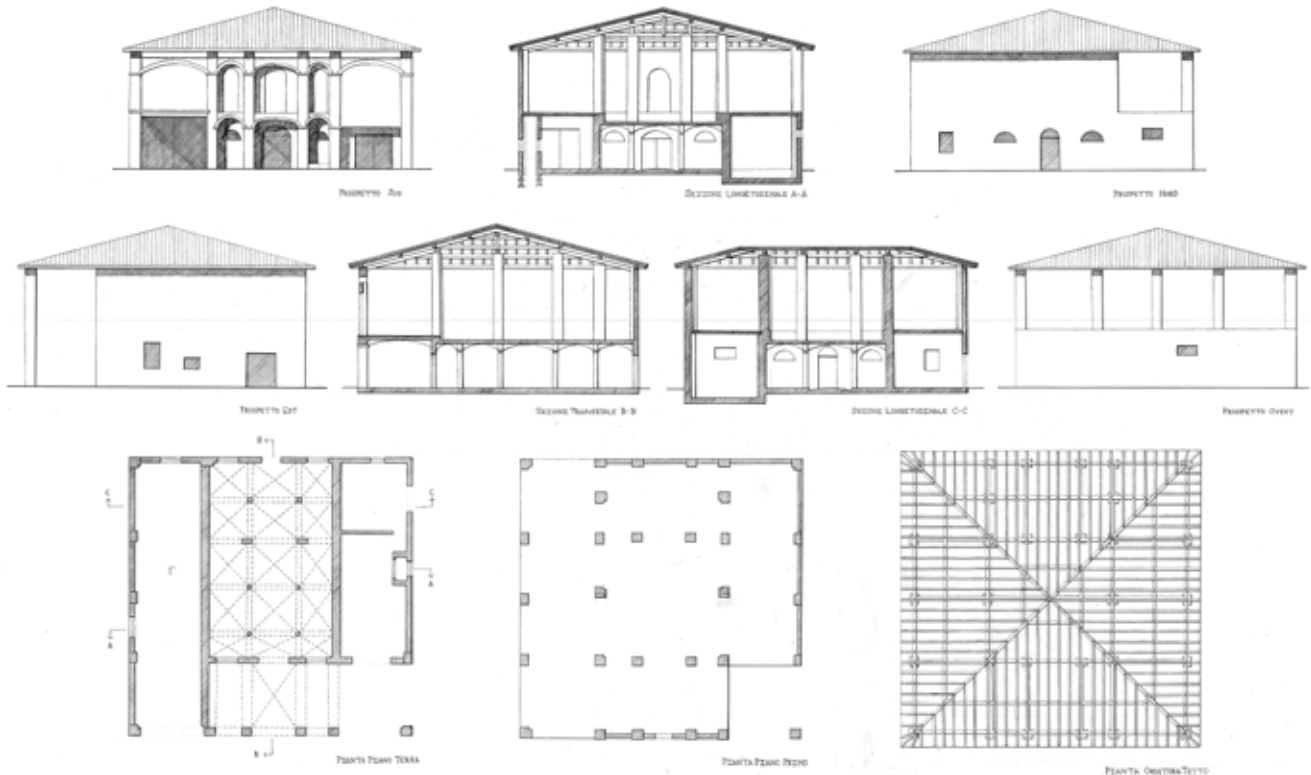 PROSPETTO SUD
SEZIONE LONGITUDINALE A-A
PROSPETTO NORD
PROSPETTO EST
SEZIONE TRASVERSALE B-B
SEZIONE LONGITUDINALE C-C
PROSPETTO OVEST
B
C
C
A
A
B
PIANTA PIANO TERRA
PIANTA PIANO PRIMO
PIANTA ORDITURA TETTO